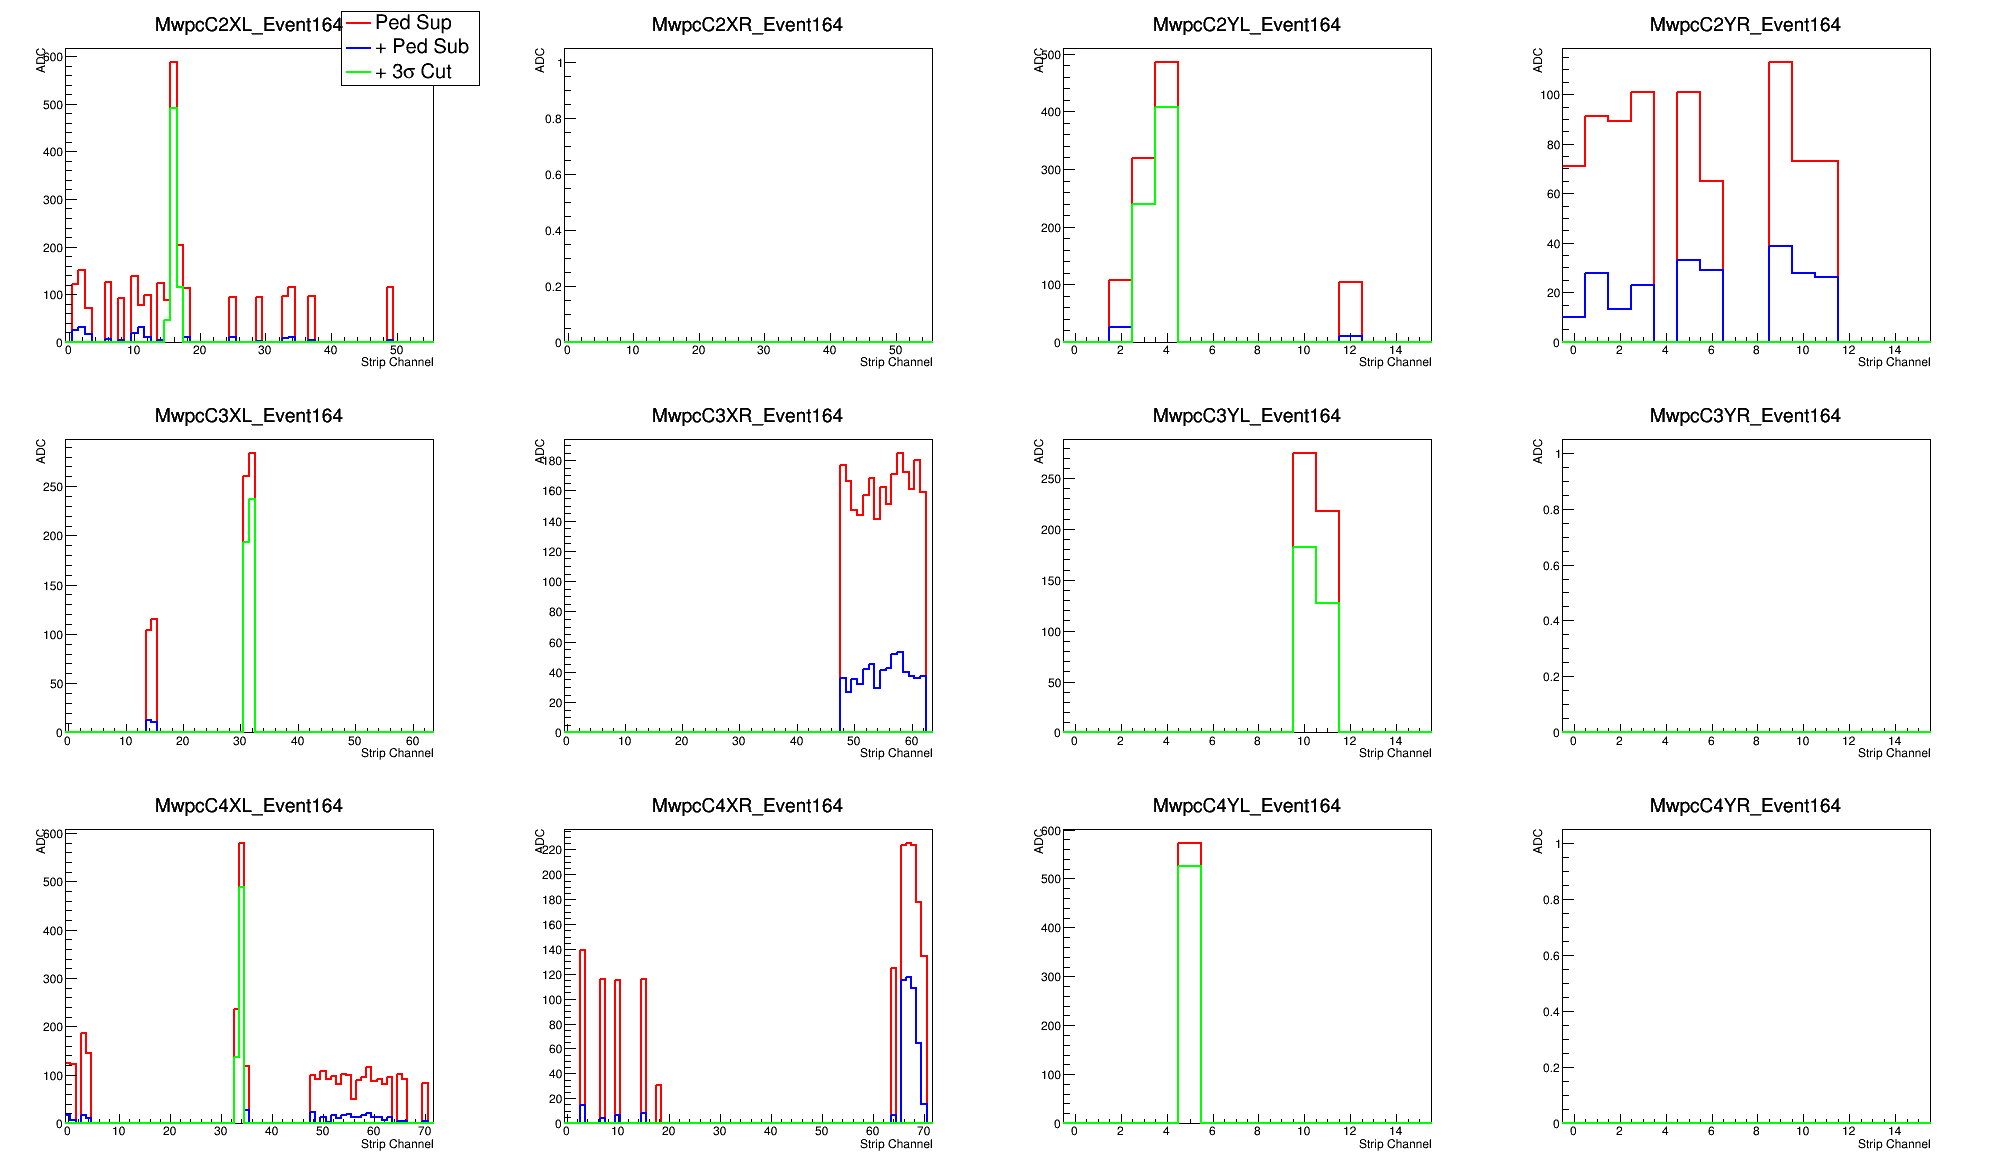 MwpcC2XL_Event164
Ped Sup
+ Ped Sub
+ 3σ Cut
ADC
600
500
400
300
200
100
0
0 10 20 30 40 50
Strip Channel
MwpcC2XR_Event164
ADC
1
0.8
0.6
0.4
0.2
0
0 10 20 30 40 50
Strip Channel
MwpcC2YL_Event164
ADC
500
400
300
200
100
0
0 2 4 6 8 10 12 14
Strip Channel
MwpcC2YR_Event164
ADC
100
80
60
40
20
0
0 2 4 6 8 10 12 14
Strip Channel
MwpcC3XL_Event164
ADC
250
200
150
100
50
0
0 10 20 30 40 50 60
Strip Channel
MwpcC3XR_Event164
ADC
180
160
140
120
100
80
60
40
20
0
0 10 20 30 40 50 60
Strip Channel
MwpcC3YL_Event164
ADC
250
200
150
100
50
0
0 2 4 6 8 10 12 14
Strip Channel
MwpcC3YR_Event164
ADC
1
0.8
0.6
0.4
0.2
0
0 2 4 6 8 10 12 14
Strip Channel
MwpcC4XL_Event164
ADC
600
500
400
300
200
100
0
0 10 20 30 40 50 60 70
Strip Channel
MwpcC4XR_Event164
ADC
220
200
180
160
140
120
100
80
60
40
20
0
0 10 20 30 40 50 60 70
Strip Channel
MwpcC4YL_Event164
ADC
600
500
400
300
200
100
0
0 2 4 6 8 10 12 14
Strip Channel
MwpcC4YR_Event164
ADC
1
0.8
0.6
0.4
0.2
0
0 2 4 6 8 10 12 14
Strip Channel